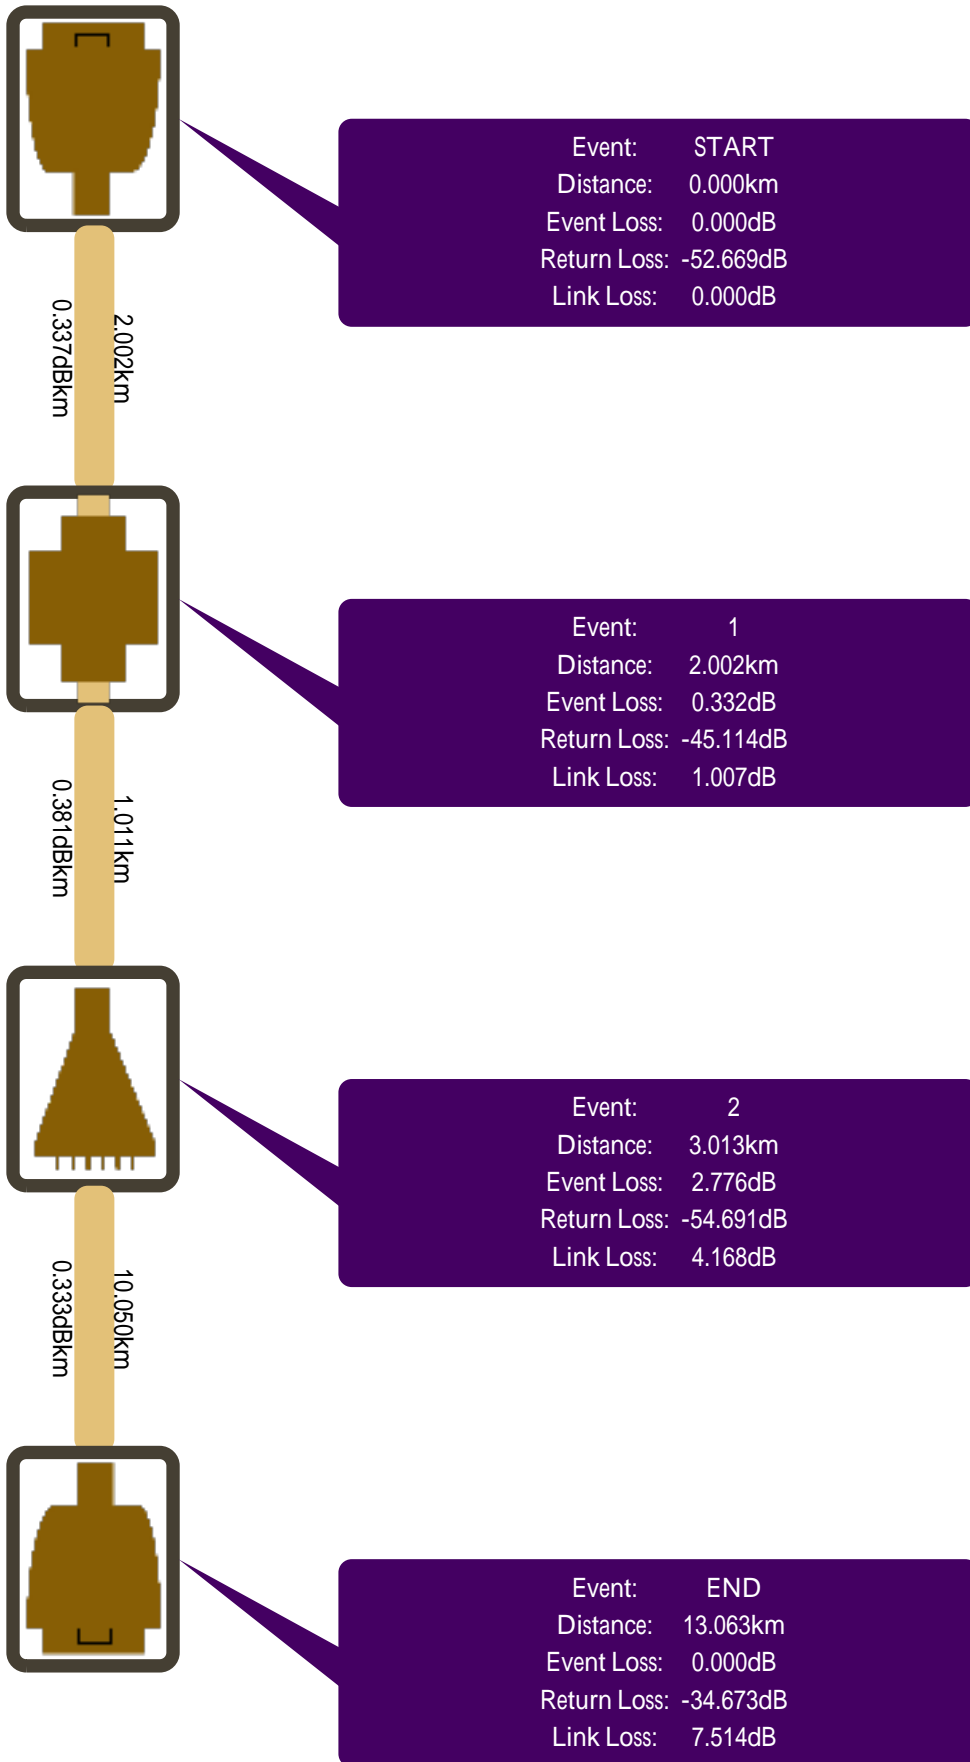 Event: START
Distance: 0.000km
Event Loss: 0.000dB
Return Loss: -52.669dB
Link Loss: 0.000dB
2.002km
0.337dBkm
Event: 1
Distance: 2.002km
Event Loss: 0.332dB
Return Loss: -45.114dB
Link Loss: 1.007dB
1.011km
0.381dBkm
Event: 2
Distance: 3.013km
Event Loss: 2.776dB
Return Loss: -54.691dB
Link Loss: 4.168dB
10.050km
0.333dBkm
Event: END
Distance: 13.063km
Event Loss: 0.000dB
Return Loss: -34.673dB
Link Loss: 7.514dB